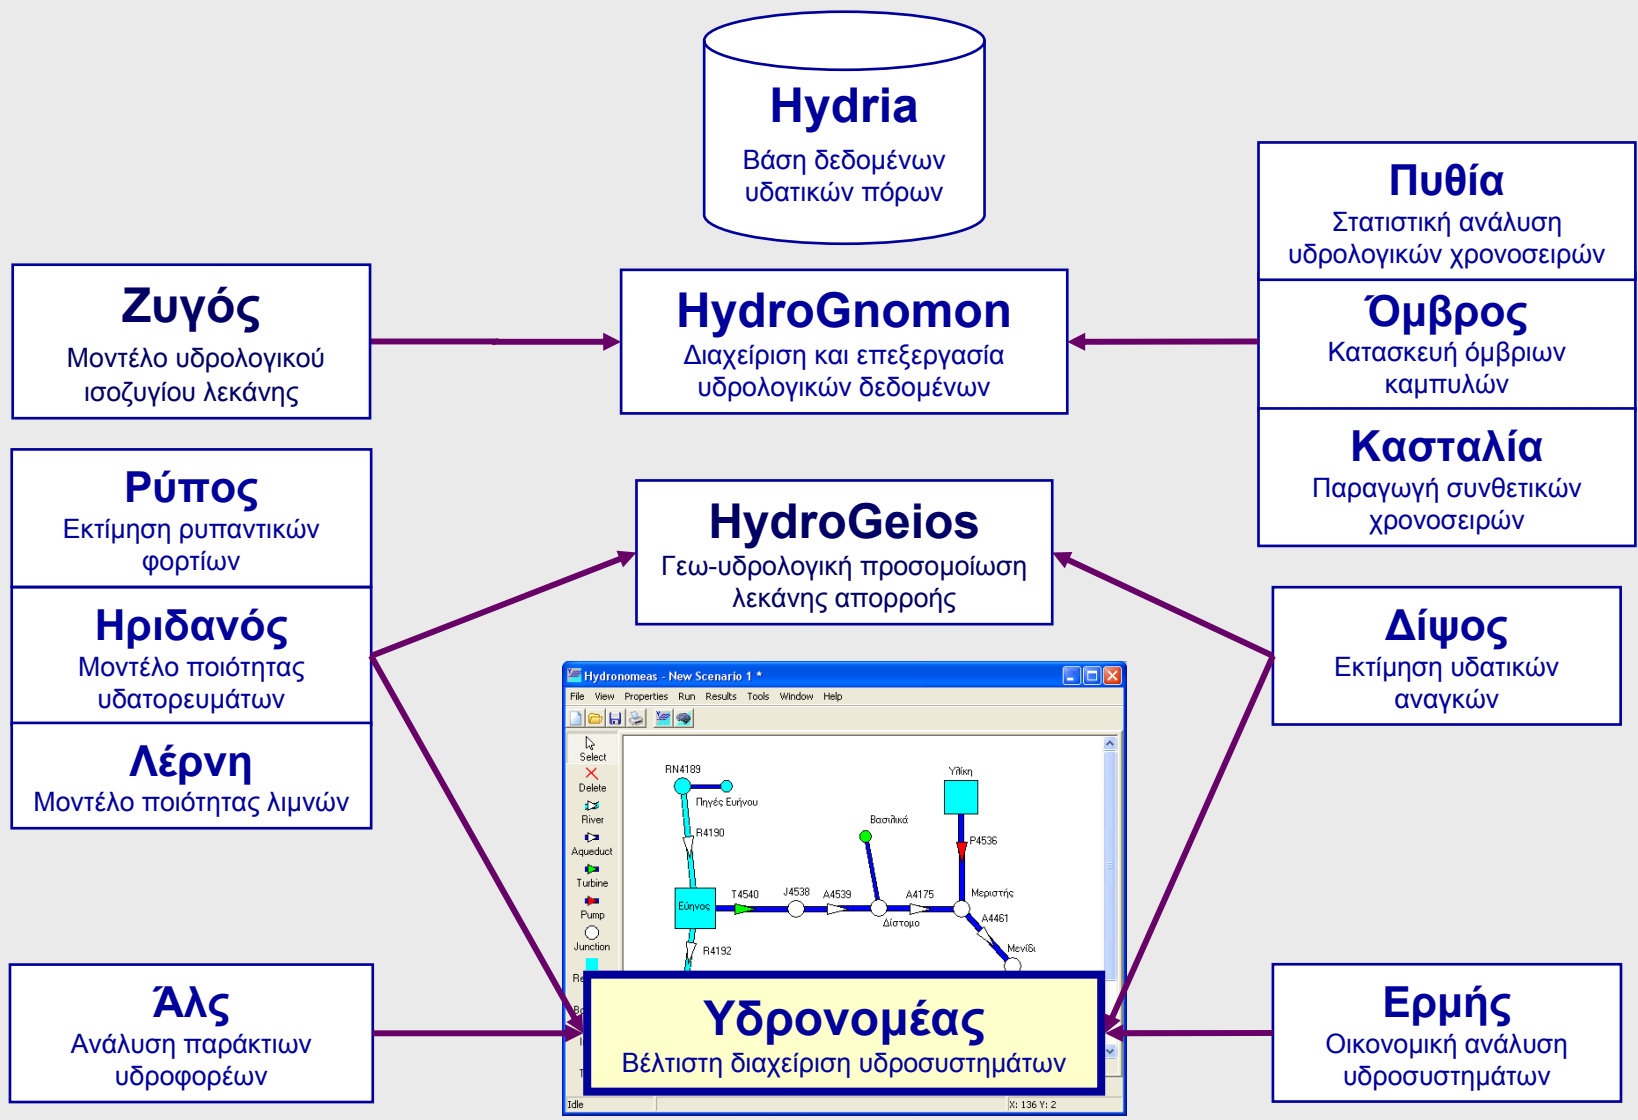 Hydria
Βάση δεδομένων
υδατικών πόρων
Πυθία
Στατιστική ανάλυση
υδρολογικών χρονοσειρών
Ζυγός
Μοντέλο υδρολογικού
ισοζυγίου λεκάνης
HydroGnomon
Διαχείριση και επεξεργασία
υδρολογικών δεδομένων
Όμβρος
Κατασκευή όμβριων
καμπυλών
Κασταλία
Παραγωγή συνθετικών
χρονοσειρών
Ρύπος
Εκτίμηση ρυπαντικών
φορτίων
HydroGeios
Γεω-υδρολογική προσομοίωση
λεκάνης απορροής
Ηριδανός
Μοντέλο ποιότητας
υδατορευμάτων
Δίψος
Εκτίμηση υδατικών
αναγκών
Λέρνη
Μοντέλο ποιότητας λιμνών
Hydronomeas - New Scenario 1 *
File View Properties Run Results Tools Window Help
Select
Delete
River
Aqueduct
Turbine
Pump
Junction
RN4189
Πηγές Ευήνου
R4190
Υλίκη
Βασιλικά
P4536
Εύηνος
T4540
J4538
A4539
A4175
Μεριστής
Δίστομο
A4461
R4192
Μενίδι
Άλς
Ανάλυση παράκτιων
υδροφορέων
Υδρονομέας
Βέλτιστη διαχείριση υδροσυστημάτων
Ερμής
Οικονομική ανάλυση
υδροσυστημάτων
Idle
X: 136 Y: 2